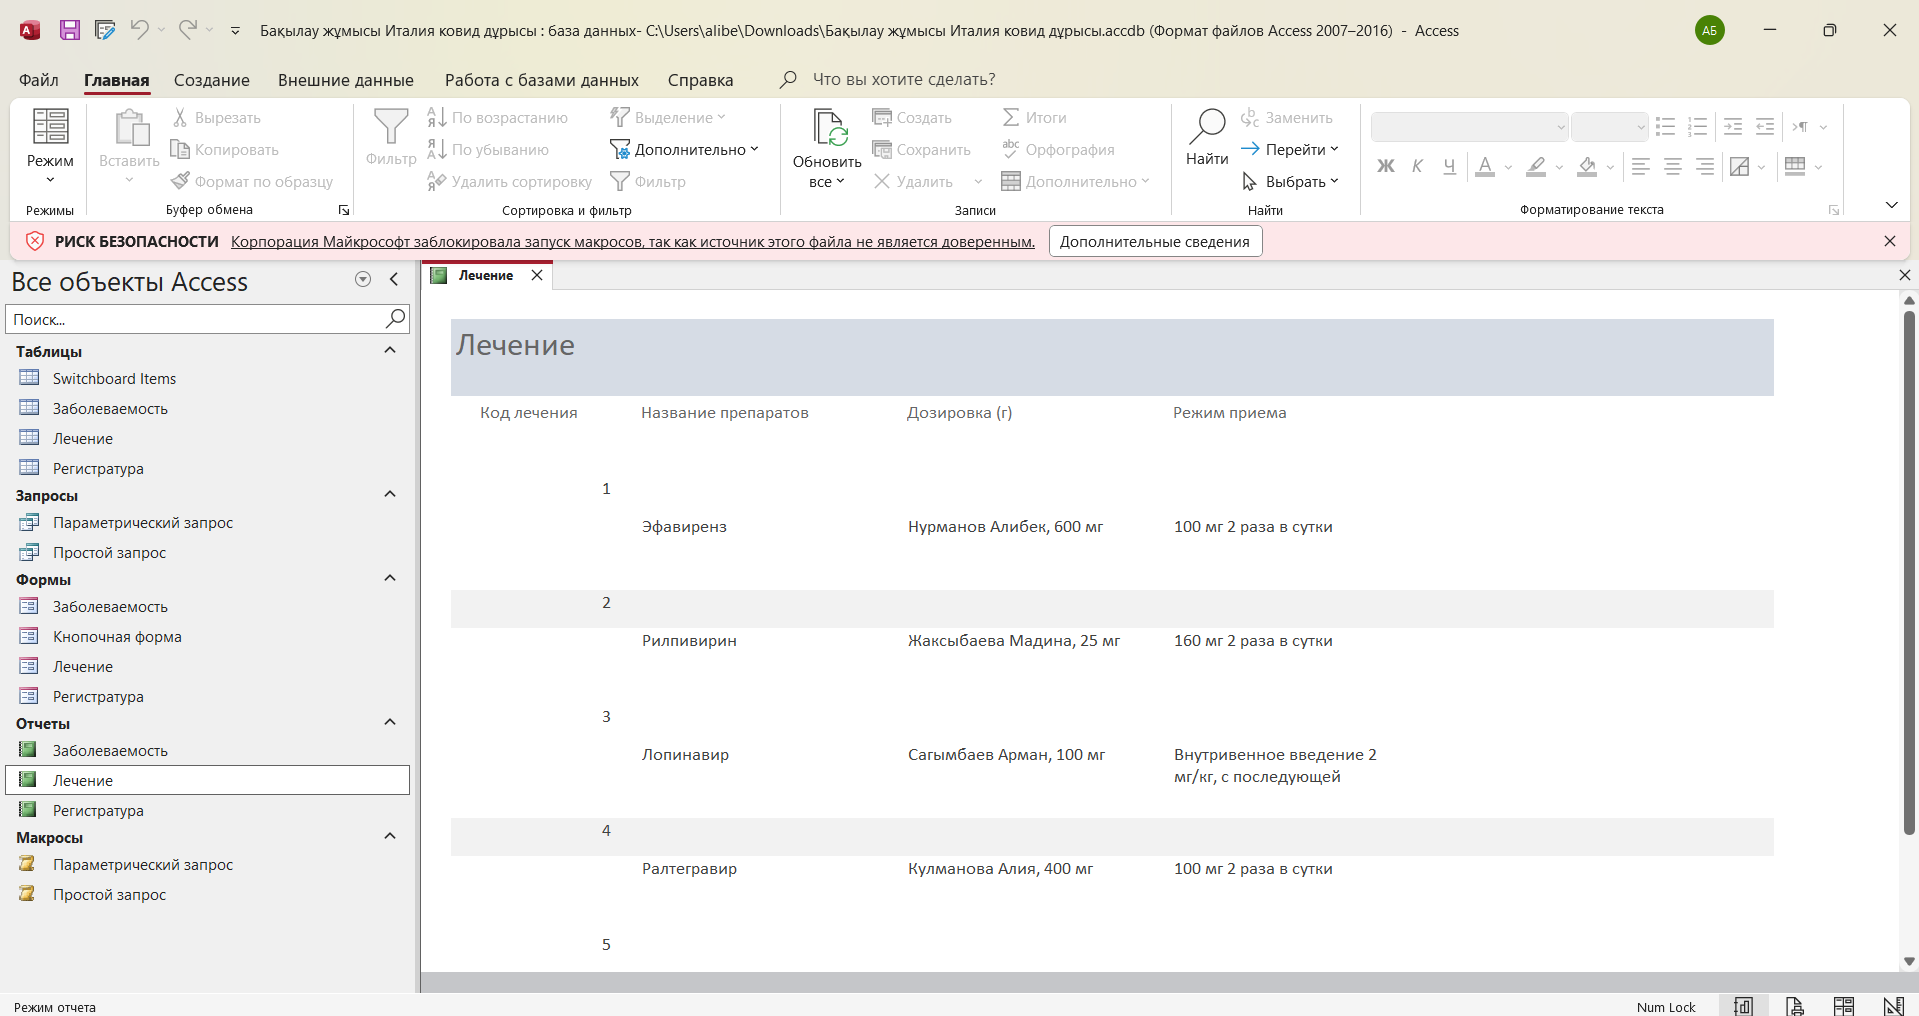 Бақылау жұмысы Италия ковид дұрысы : база данных- C:\Users\alibe\Downloads\Бақылау жұмысы Италия ковид дұрысы.accdb (Формат файлов Access 2007–2016) - Access
АБ
Файл Главная Создание Внешние данные Работа с базами данных Справка Что вы хотите сделать?
Режим
Режимы
Вставить
Вырезать
Копировать
Формат по образцу
Буфер обмена
Фильтр
По возрастанию
По убыванию
Удалить сортировку
Выделение
Дополнительно
Фильтр
Сортировка и фильтр
Обновить
все
Создать
Сохранить
Удалить
Итоги
Орфография
Дополнительно
Записи
Найти
Заменить
Перейти
Выбрать
Найти
Ж К Ч А
Форматирование текста
РИСК БЕЗОПАСНОСТИ Корпорация Майкрософт заблокировала запуск макросов, так как источник этого файла не является доверенным. Дополнительные сведения
Все объекты Access
Поиск...
Таблицы
Switchboard Items
Заболеваемость
Лечение
Регистратура
Запросы
Параметрический запрос
Простой запрос
Формы
Заболеваемость
Кнопочная форма
Лечение
Регистратура
Отчеты
Заболеваемость
Лечение
Регистратура
Макросы
Параметрический запрос
Простой запрос
Лечение
Лечение
Код лечения Название препаратов Дозировка (г) Режим приема
1
Эфавиренз Нурманов Алибек, 600 мг 100 мг 2 раза в сутки
2
Рилпивирин Жаксыбаева Мадина, 25 мг 160 мг 2 раза в сутки
3
Лопинавир Сагымбаев Арман, 100 мг Внутривенное введение 2
мг/кг, с последующей
4
Ралтегравир Кулманова Алия, 400 мг 100 мг 2 раза в сутки
5
Режим отчета
Num Lock